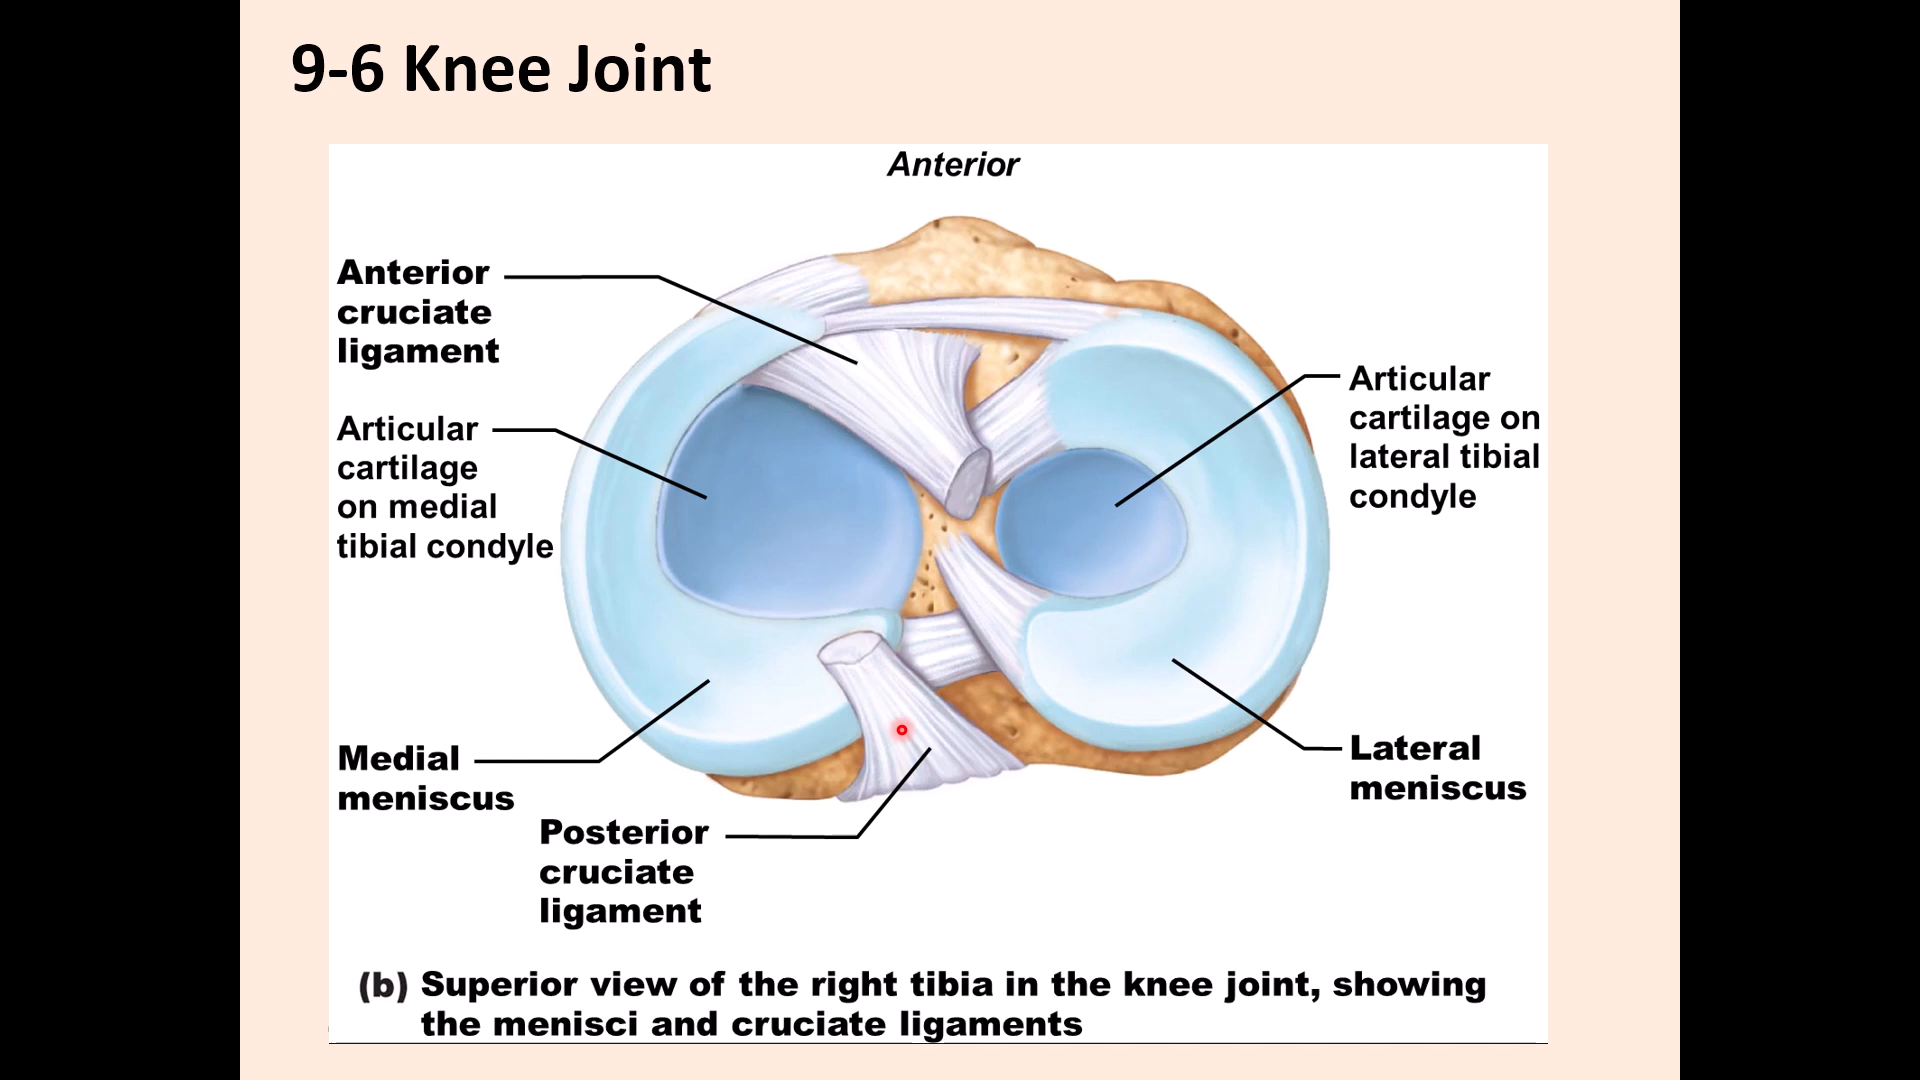 9-6 Knee Joint
Anterior
Anterior
cruciate
ligament
Articular
cartilage
on medial
tibial condyle
Medial
meniscus
Posterior
cruciate
ligament
Articular
cartilage on
lateral tibial
condyle
Lateral
meniscus
(b) Superior view of the right tibia in the knee joint, showing
the menisci and cruciate ligaments